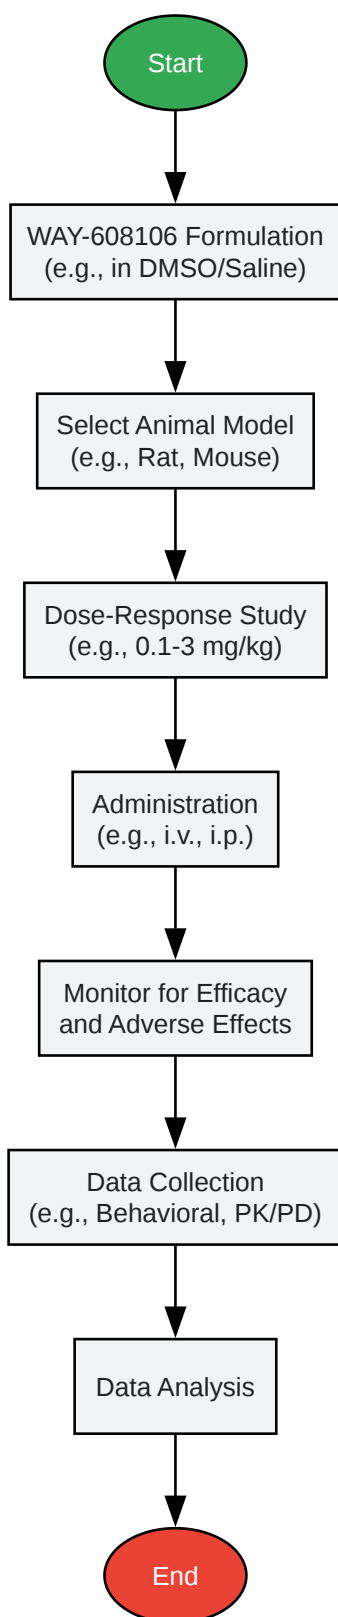 Start
WAY-608106 Formulation
(e.g., in DMSO/Saline)
Select Animal Model
(e.g., Rat, Mouse)
Dose-Response Study
(e.g., 0.1-3 mg/kg)
Administration
(e.g., i.v., i.p.)
Monitor for Efficacy
and Adverse Effects
Data Collection
(e.g., Behavioral, PK/PD)
Data Analysis
End